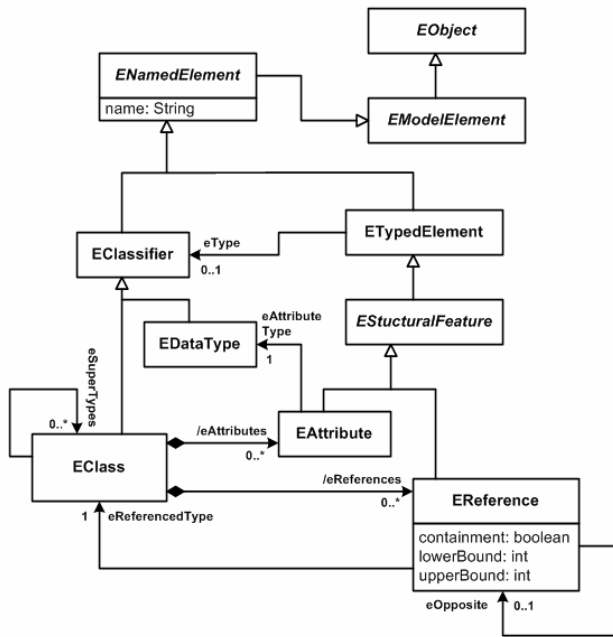 EObject
ENamedElement
name: String
EModelElement
EClassifier
eType
0..1
ETypedElement
EDataType
eAttribute
Type
1
EStucturalFeature
eSuperTypes
0..*
EClass
/eAttributes
0..*
EAttribute
/eReferences
0..*
1
eReferencedType
EReference
containment: boolean
lowerBound: int
upperBound: int
eOpposite
0..1